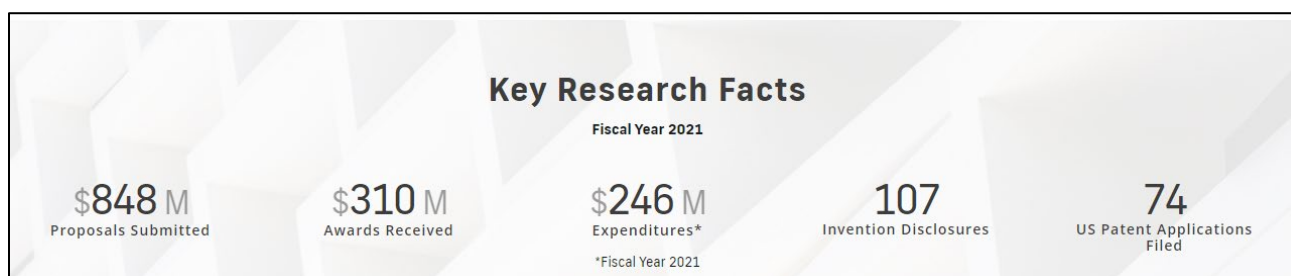 Key Research Facts
Fiscal Year 2021
$848 M
Proposals Submitted
$310 M
Awards Received
$246 M
Expenditures*
*Fiscal Year 2021
107
Invention Disclosures
74
US Patent Applications
Filed